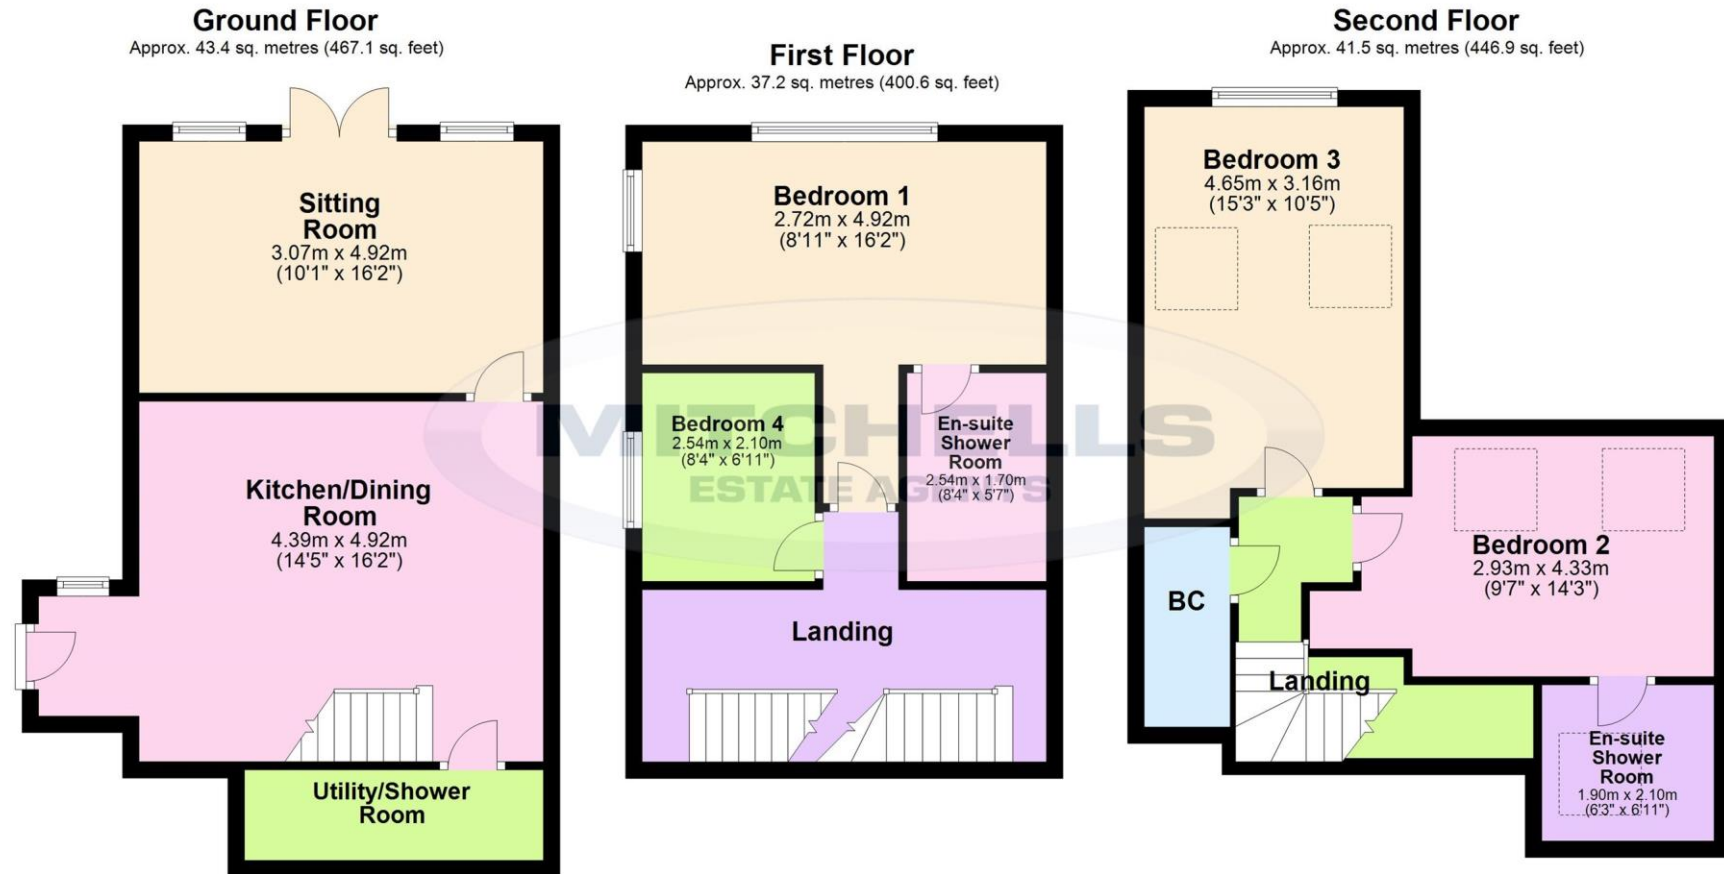 Ground Floor
Approx. 43.4 sq. metres (467.1 sq. feet)
Sitting
Room
3.07m x 4.92m
(10'1" x 16'2")
Kitchen/Dining
Room
4.39m x 4.92m
(14'5" x 16'2")
Utility/Shower
Room
First Floor
Approx. 37.2 sq. metres (400.6 sq. feet)
Bedroom 1
2.72m x 4.92m
(8'11" x 16'2")
Bedroom 4
2.54m x 2.10m
(8'4" x 6'11")
En-suite
Shower
Room
2.54m x 1.70m
(8'4" x 5'7")
Landing
MITCHELLS
ESTATE AGENTS
Second Floor
Approx. 41.5 sq. metres (446.9 sq. feet)
Bedroom 3
4.65m x 3.16m
(15'3" x 10'5")
Bedroom 2
2.93m x 4.33m
(9'7" x 14'3")
BC
Landing
En-suite
Shower
Room
1.90m x 2.10m
(6'3" x 6'11")